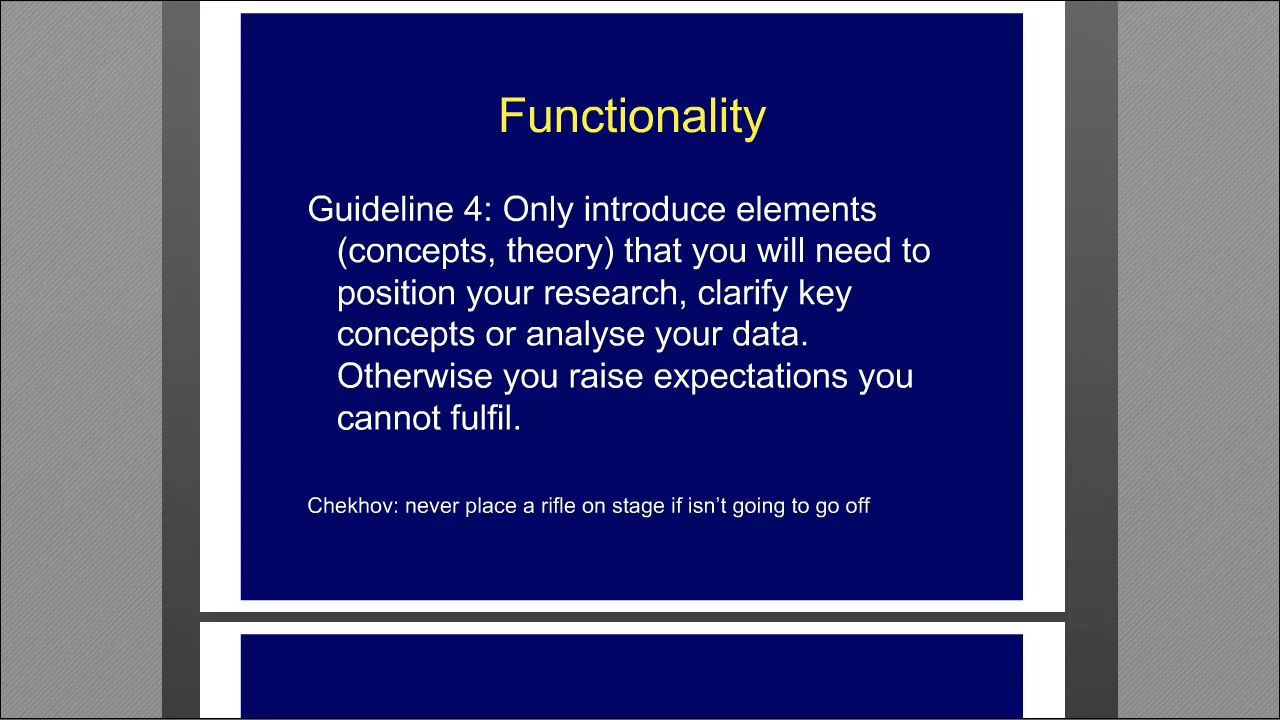 Functionality
Guideline 4: Only introduce elements
(concepts, theory) that you will need to
position your research, clarify key
concepts or analyse your data.
Otherwise you raise expectations you
cannot fulfil.
Chekhov: never place a rifle on stage if isn’t going to go off